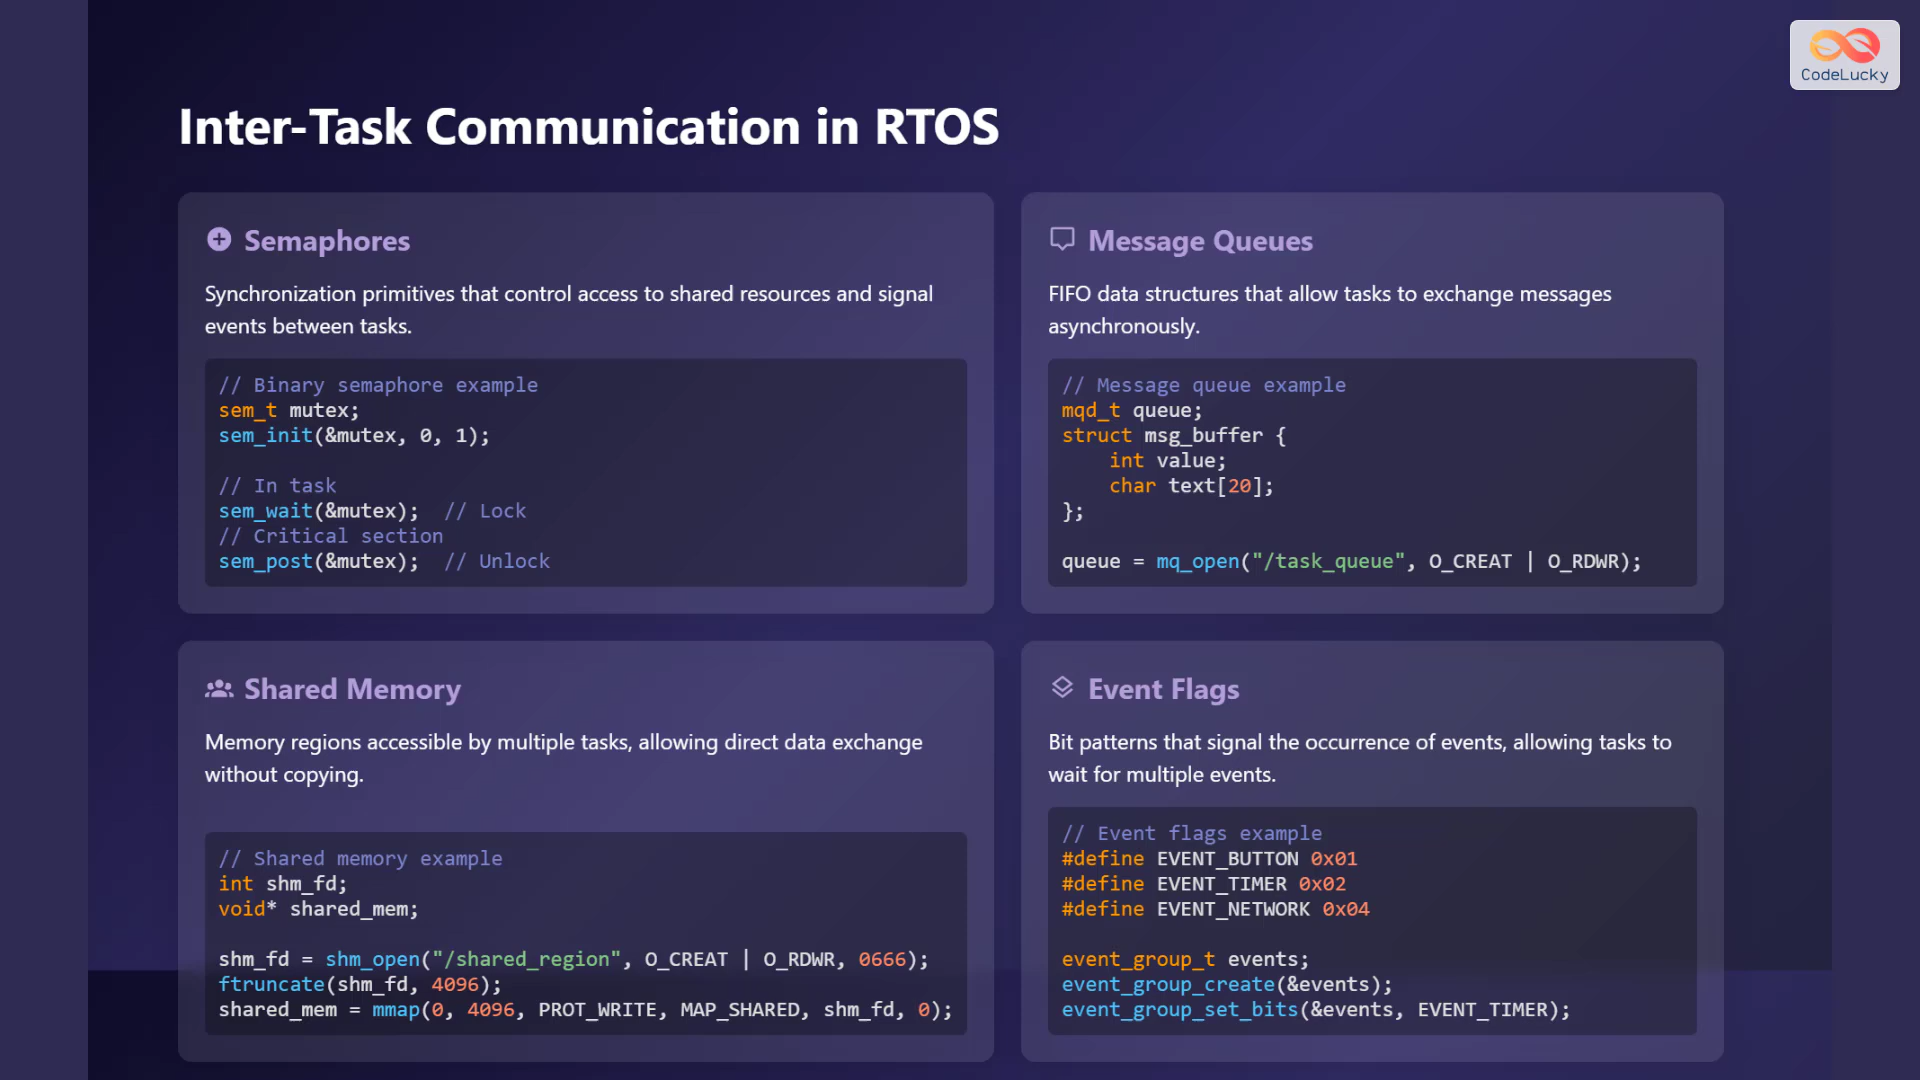 CodeLucky
Inter-Task Communication in RTOS
Semaphores
Synchronization primitives that control access to shared resources and signal
events between tasks.
// Binary semaphore example
sem_t mutex;
sem_init(&mutex, 0, 1);
// In task
sem_wait(&mutex);  // Lock
// Critical section
sem_post(&mutex);  // Unlock
Message Queues
FIFO data structures that allow tasks to exchange messages
asynchronously.
// Message queue example
mqd_t queue;
struct msg_buffer {
    int value;
    char text[20];
};
queue = mq_open("/task_queue", O_CREAT | O_RDWR);
Shared Memory
Memory regions accessible by multiple tasks, allowing direct data exchange
without copying.
// Shared memory example
int shm_fd;
void* shared_mem;
shm_fd = shm_open("/shared_region", O_CREAT | O_RDWR, 0666);
ftruncate(shm_fd, 4096);
shared_mem = mmap(0, 4096, PROT_WRITE, MAP_SHARED, shm_fd, 0);
Event Flags
Bit patterns that signal the occurrence of events, allowing tasks to
wait for multiple events.
// Event flags example
#define EVENT_BUTTON 0x01
#define EVENT_TIMER 0x02
#define EVENT_NETWORK 0x04
event_group_t events;
event_group_create(&events);
event_group_set_bits(&events, EVENT_TIMER);